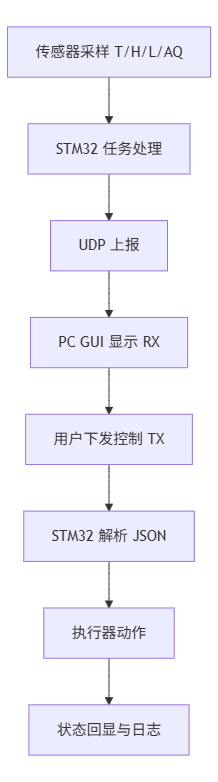 传感器采样 T/H/L/AQ
STM32 任务处理
UDP 上报
PC GUI 显示 RX
用户下发控制 TX
STM32 解析 JSON
执行器动作
状态回显与日志